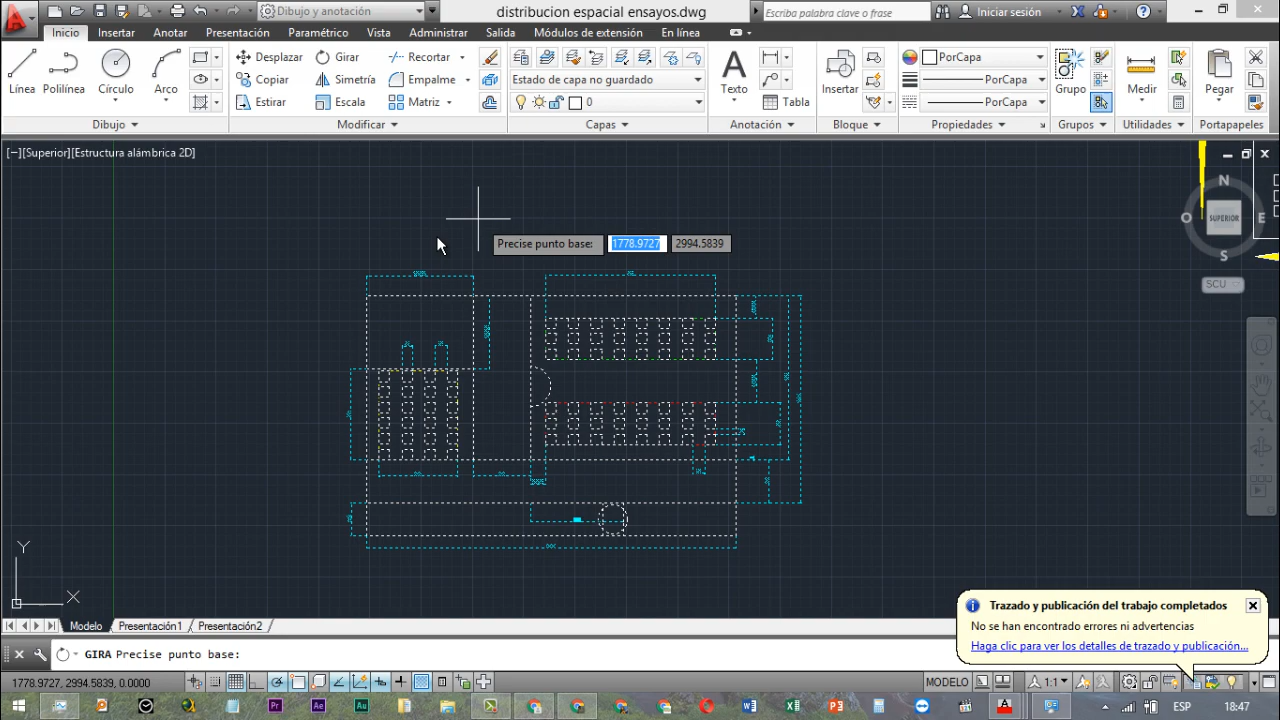 Dibujo y anotación
distribucion espacial ensayos.dwg
Escriba palabra clave o frase
Iniciar sesión
Inicio Insertar Anotar Presentación Paramétrico Vista Administrar Salida Módulos de extensión En línea
Línea
Polilínea
Círculo
Arco
Desplazar
Girar
Recortar
Copiar
Simetría
Empalme
Estirar
Escala
Matriz
Estado de capa no guardado
0
Texto
Tabla
Insertar
PorCapa
PorCapa
PorCapa
Grupo
Medir
Pegar
Dibujo
Modificar
Capas
Anotación
Bloque
Propiedades
Grupos
Utilidades
Portapapeles
[−][Superior][Estructura alámbrica 2D]
N
O SUPERIOR E
S
SCU
Precise punto base: 1778.9727 2994.5839
Y
X
Trazado y publicación del trabajo completados
No se han encontrado errores ni advertencias
Haga clic para ver los detalles de trazado y publicación...
Modelo Presentación1 Presentación2
GIRA Precise punto base:
1778.9727, 2994.5839, 0.0000
MODELO
1:1
ESP
18:47